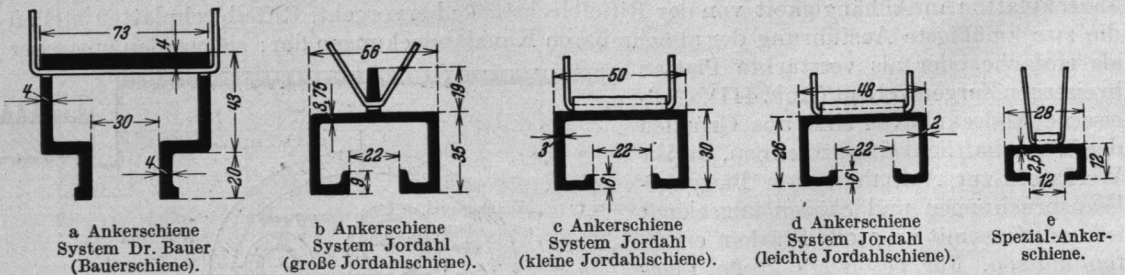 73
4
4
43
30
4
20
a Ankerschiene
System Dr. Bauer
(Bauerschiene).
56
3,75
19
22
9
35
b Ankerschiene
System Jordahl
(große Jordahlschiene).
50
3
22
6
30
c Ankerschiene
System Jordahl
(kleine Jordahlschiene).
48
2
26
22
6
d Ankerschiene
System Jordahl
(leichte Jordahlschiene).
28
2,5
12
12
e
Spezial-Anker-
schiene.